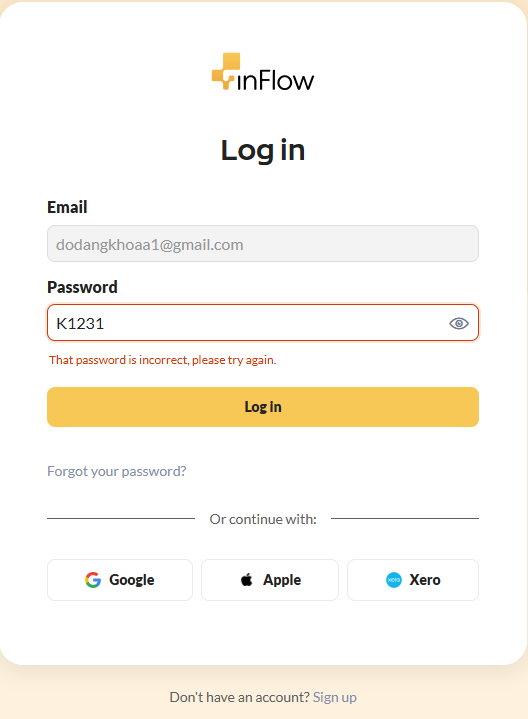 inFlow
Log in
Email
dodangkhoaa1@gmail.com
Password
K1231
That password is incorrect, please try again.
Log in
Forgot your password?
Or continue with:
Google
Apple
xero Xero
Don't have an account? Sign up